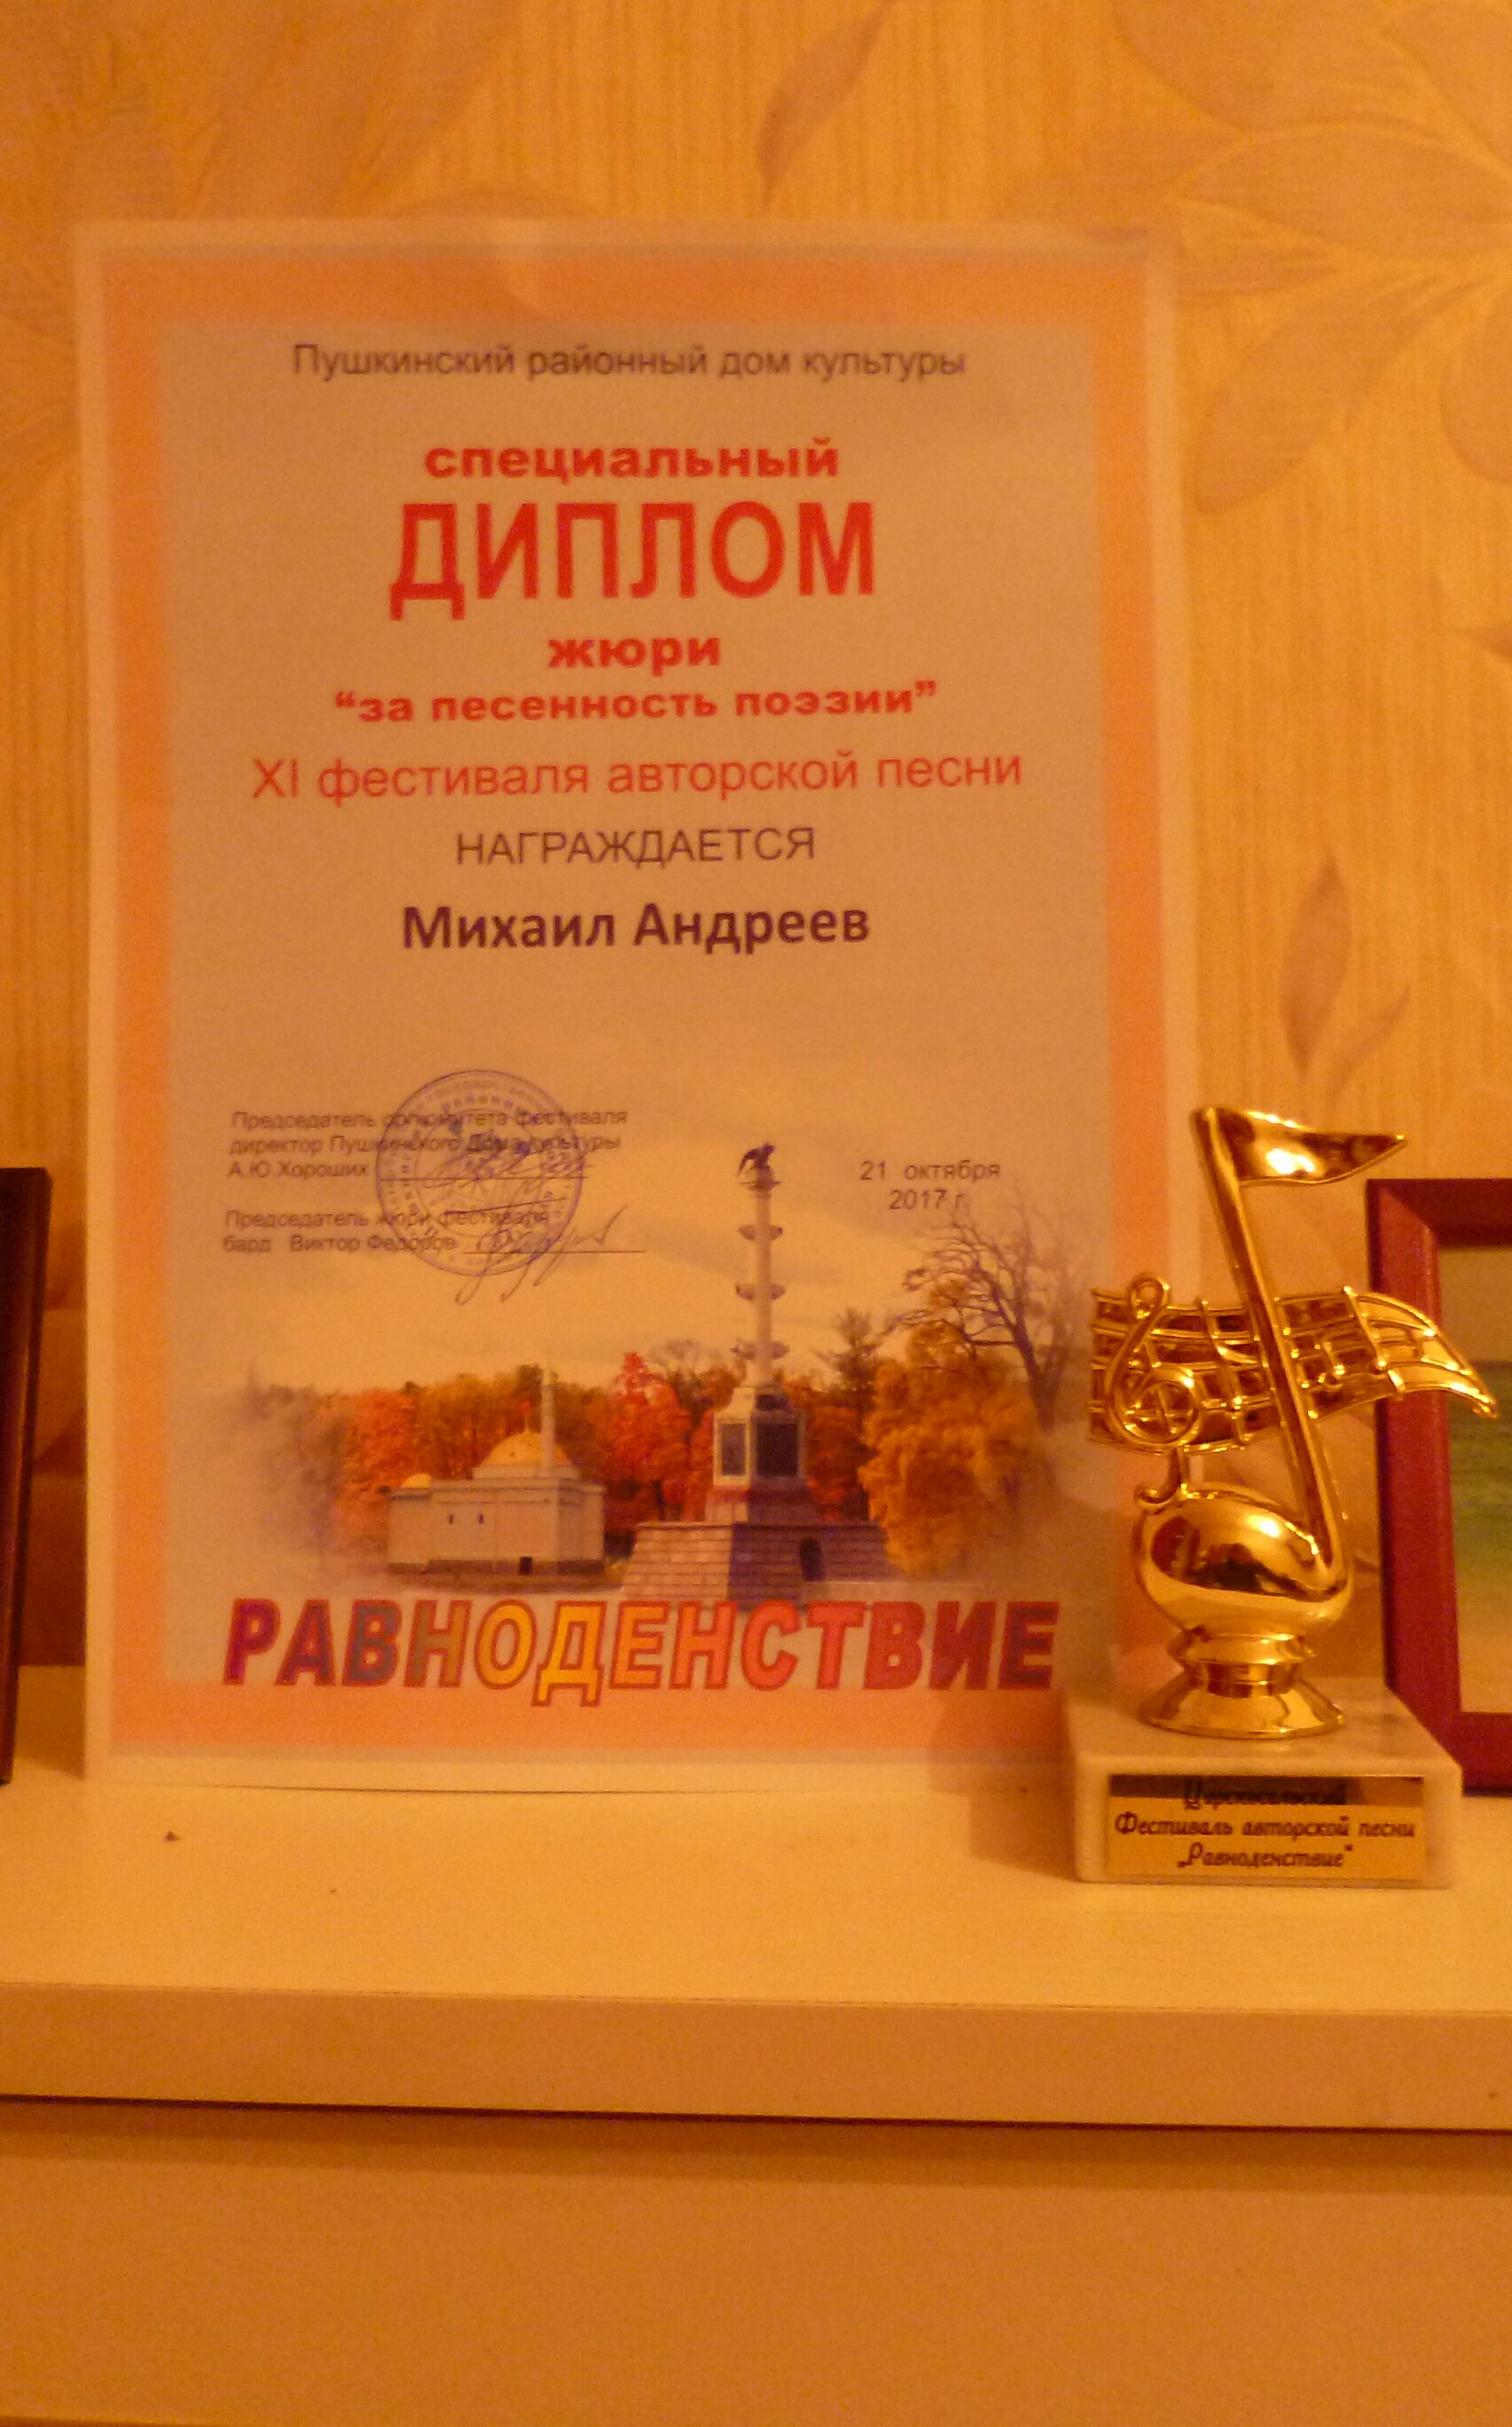 Пушкинский районный дом культуры
специальный
ДИПЛОМ
жюри
“за песенность поэзии”
XI фестиваля авторской песни
НАГРАЖДАЕТСЯ
Михаил Андреев
Председатель оргкомитета фестиваля
директор Пушкинского Дома культуры
А.Ю.Хороших
Председатель жюри фестиваля
бард Виктор Федоров
21 октября
2017 г.
РАВНОДЕНСТВИЕ
Царскосельский
Фестиваль авторской песни
„Равноденствие“